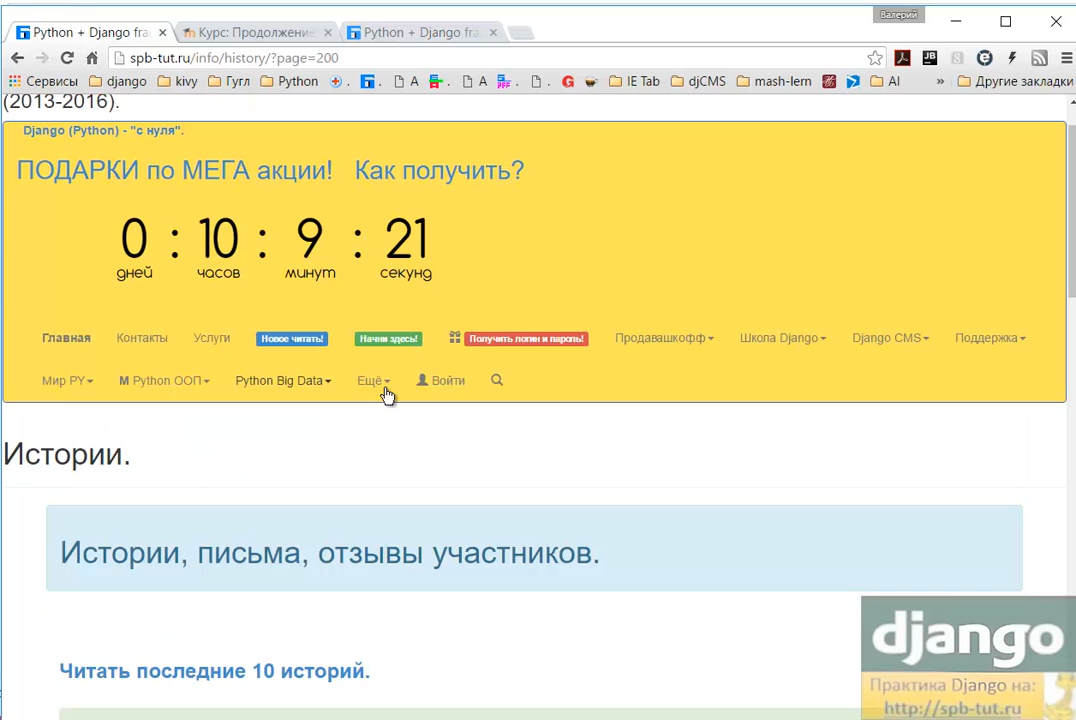 Валерий
Python + Django fra
Курс: Продолжение
Python + Django fra
spb-tut.ru/info/history/?page=200
Сервисы django kivy Гугл Python . . A A . IE Tab djCMS mash-lern AI » Другие закладки
(2013-2016).
Django (Python) - "с нуля".
ПОДАРКИ по МЕГА акции! Как получить?
0 : 10 : 9 : 21
дней часов минут секунд
Главная Контакты Услуги Новое читать! Начни здесь! Получить логин и пароль! Продавашкофф Школа Django Django CMS Поддержка
Мир PY M Python ООП Python Big Data Ещё Войти
Истории.
Истории, письма, отзывы участников.
Читать последние 10 историй.
django
Практика Django на:
http://spb-tut.ru